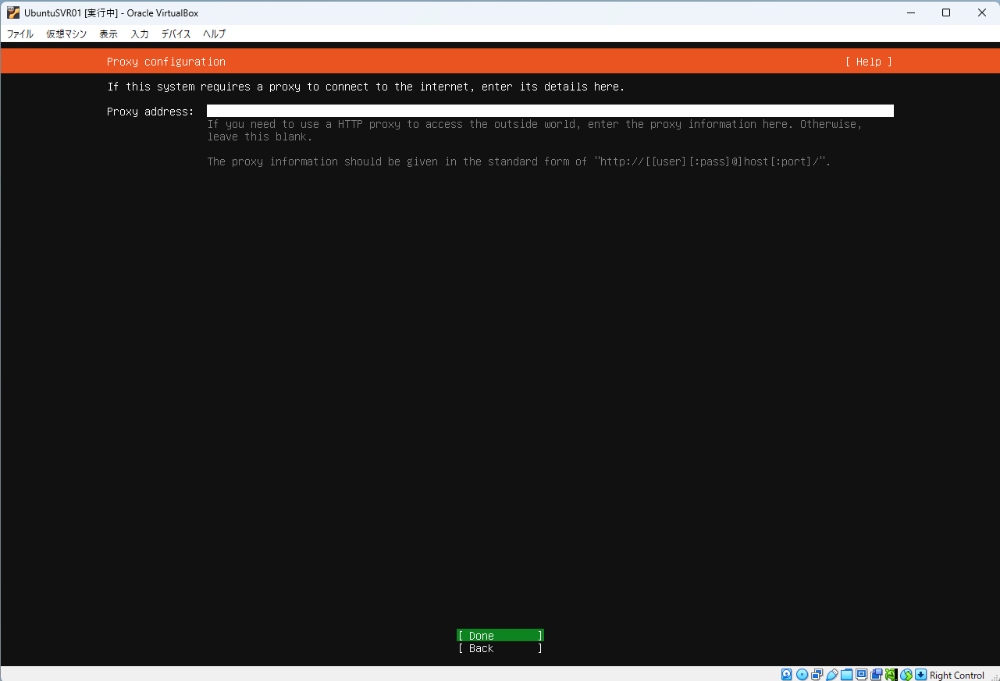 UbuntuSVR01 [実行中] - Oracle VirtualBox
ファイル 仮想マシン 表示 入力 デバイス ヘルプ
Proxy configuration [ Help ]
If this system requires a proxy to connect to the internet, enter its details here.
Proxy address:
If you need to use a HTTP proxy to access the outside world, enter the proxy information here. Otherwise,
leave this blank.
The proxy information should be given in the standard form of "http://[[user][:pass]@]host[:port]/".
[ Done ]
[ Back ]
Right Control